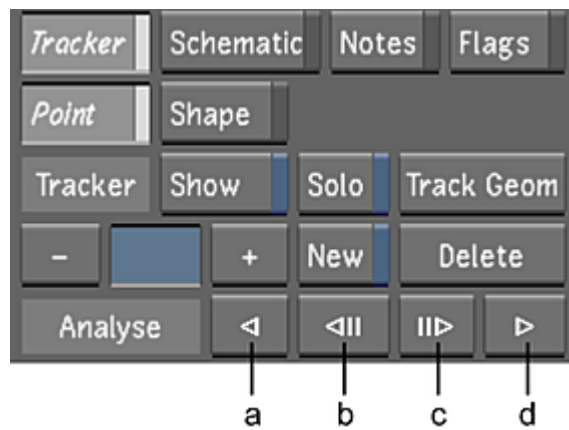 Tracker Schematic Notes Flags
Point Shape
Tracker Show Solo Track Geom
- + New Delete
Analyse
a b c d